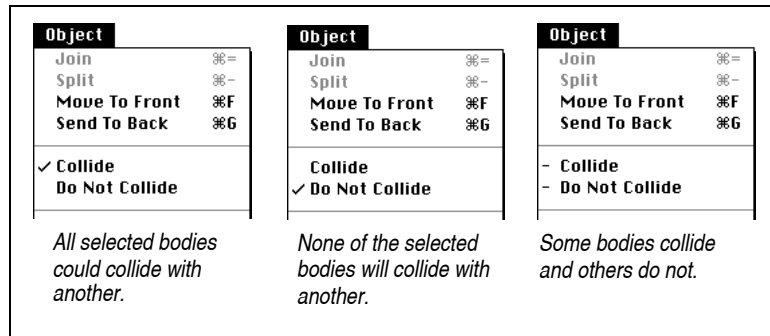 Object
Join ⌘=
Split ⌘-
Move To Front ⌘F
Send To Back ⌘G
✓ Collide
Do Not Collide
All selected bodies
could collide with
another.
Object
Join ⌘=
Split ⌘-
Move To Front ⌘F
Send To Back ⌘G
Collide
✓ Do Not Collide
None of the selected
bodies will collide with
another.
Object
Join ⌘=
Split ⌘-
Move To Front ⌘F
Send To Back ⌘G
- Collide
- Do Not Collide
Some bodies collide
and others do not.